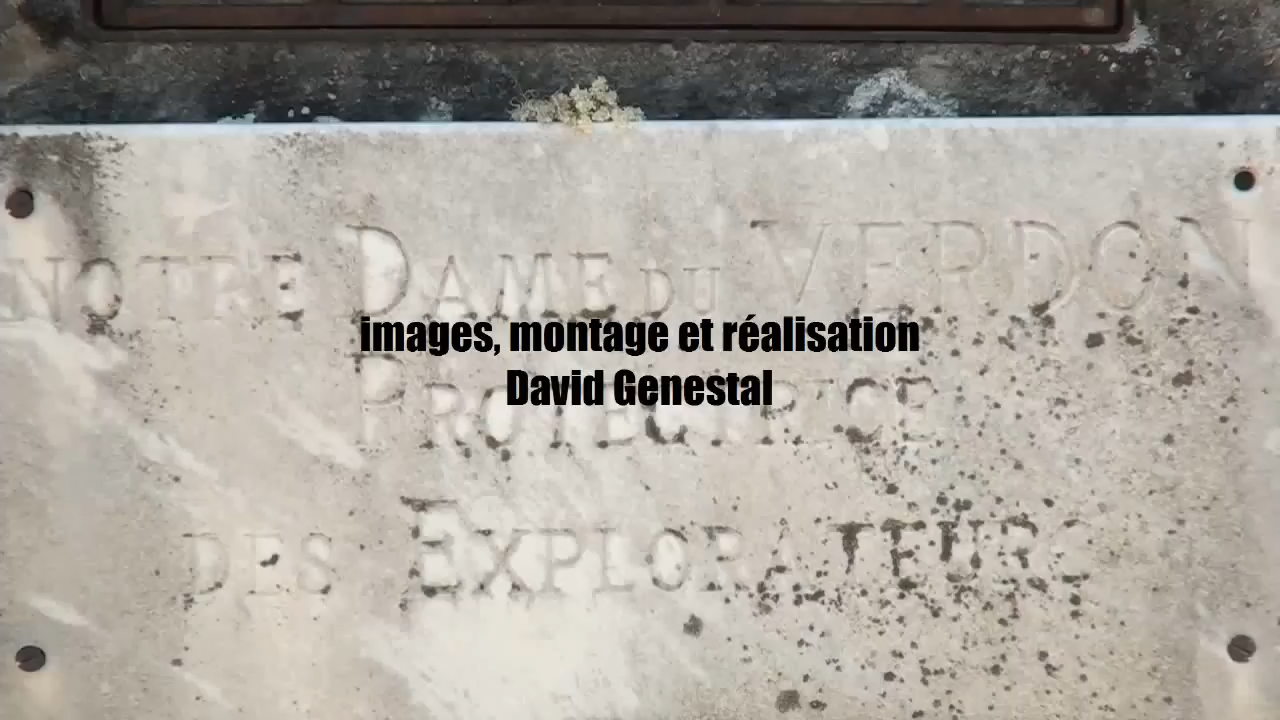 NOTRE DAME DU VERDON
images, montage et réalisation
David Genestal
PROTECTRICE
DES EXPLORATEURS